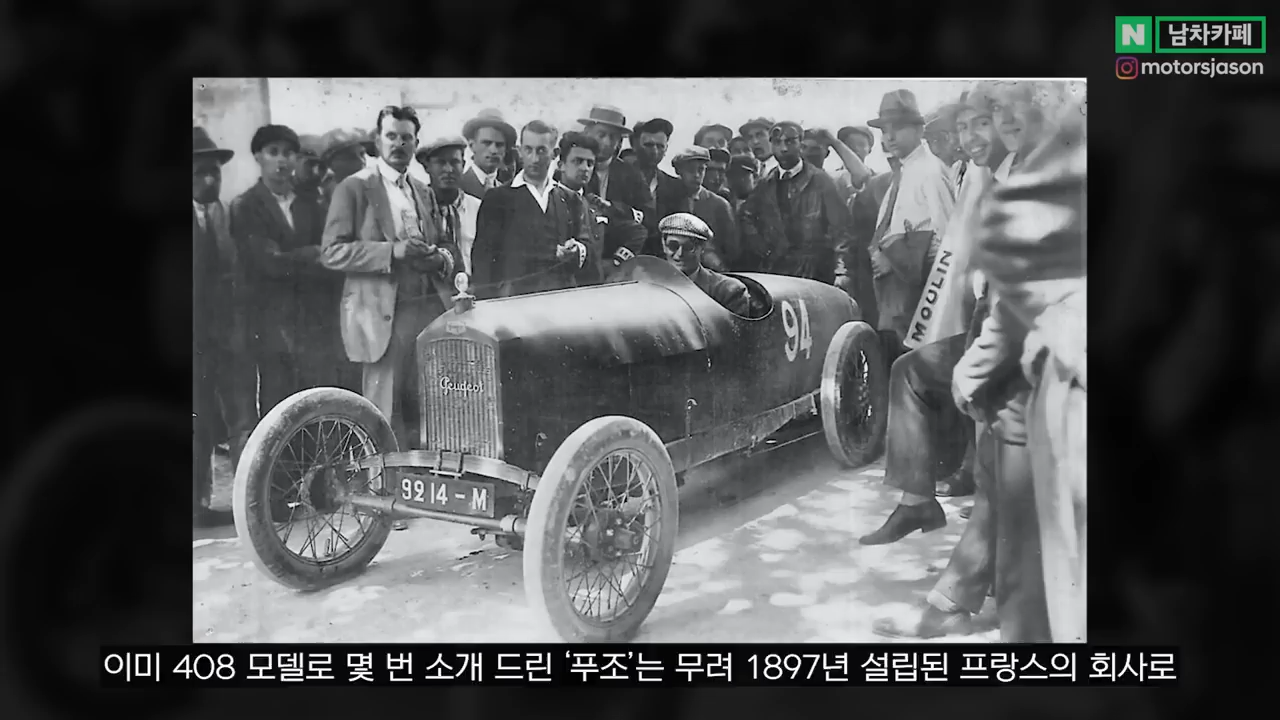 N 남차카페
motorsjason
MOULIN
94
Peugeot
9214-M
이미 408 모델로 몇 번 소개 드린 ‘푸조’는 무려 1897년 설립된 프랑스의 회사로